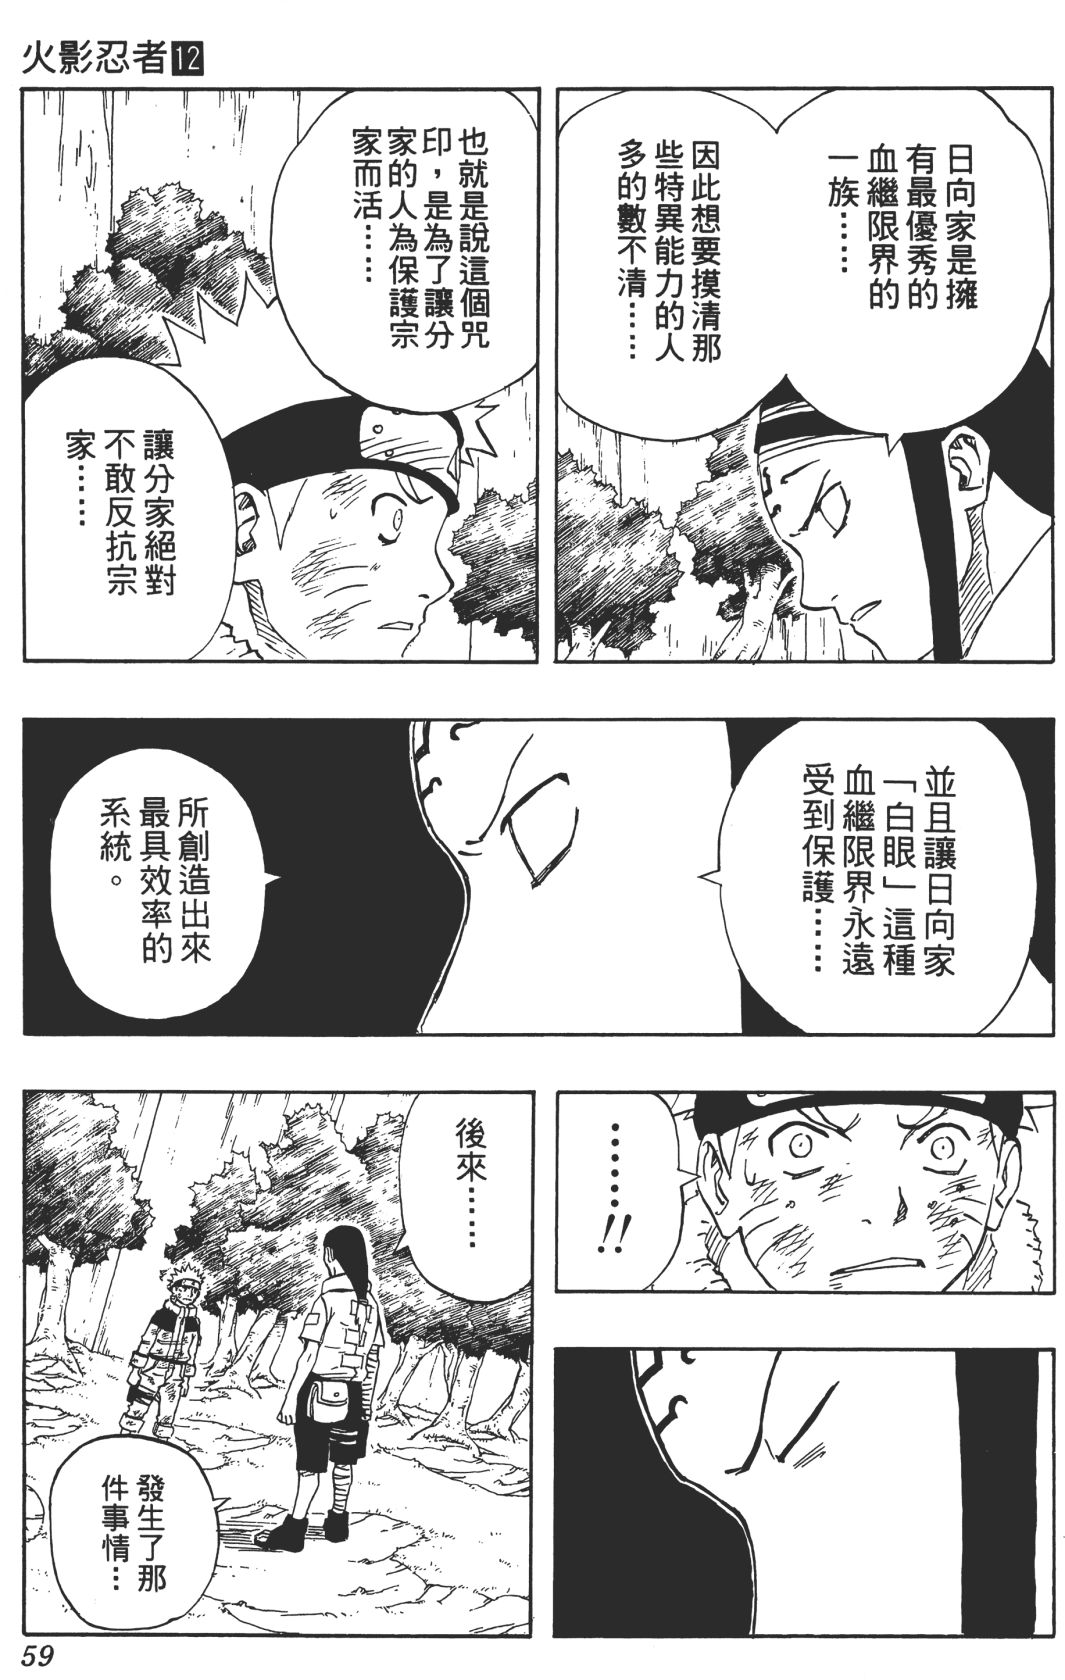 火影忍者12
日向家是擁
有最優秀的
血繼限界的
一族⋯⋯
因此想要摸清那
些特異能力的人
多的數不清⋯⋯
也就是說這個咒
印，是為了讓分
家的人為保護宗
家而活⋯⋯
讓分家絕對
不敢反抗宗
家⋯⋯
並且讓日向家
「白眼」這種
血繼限界永遠
受到保護⋯⋯
所創造出來
最具效率的
系統。
⋯⋯!!
後來⋯⋯
發生了那
件事情⋯
59